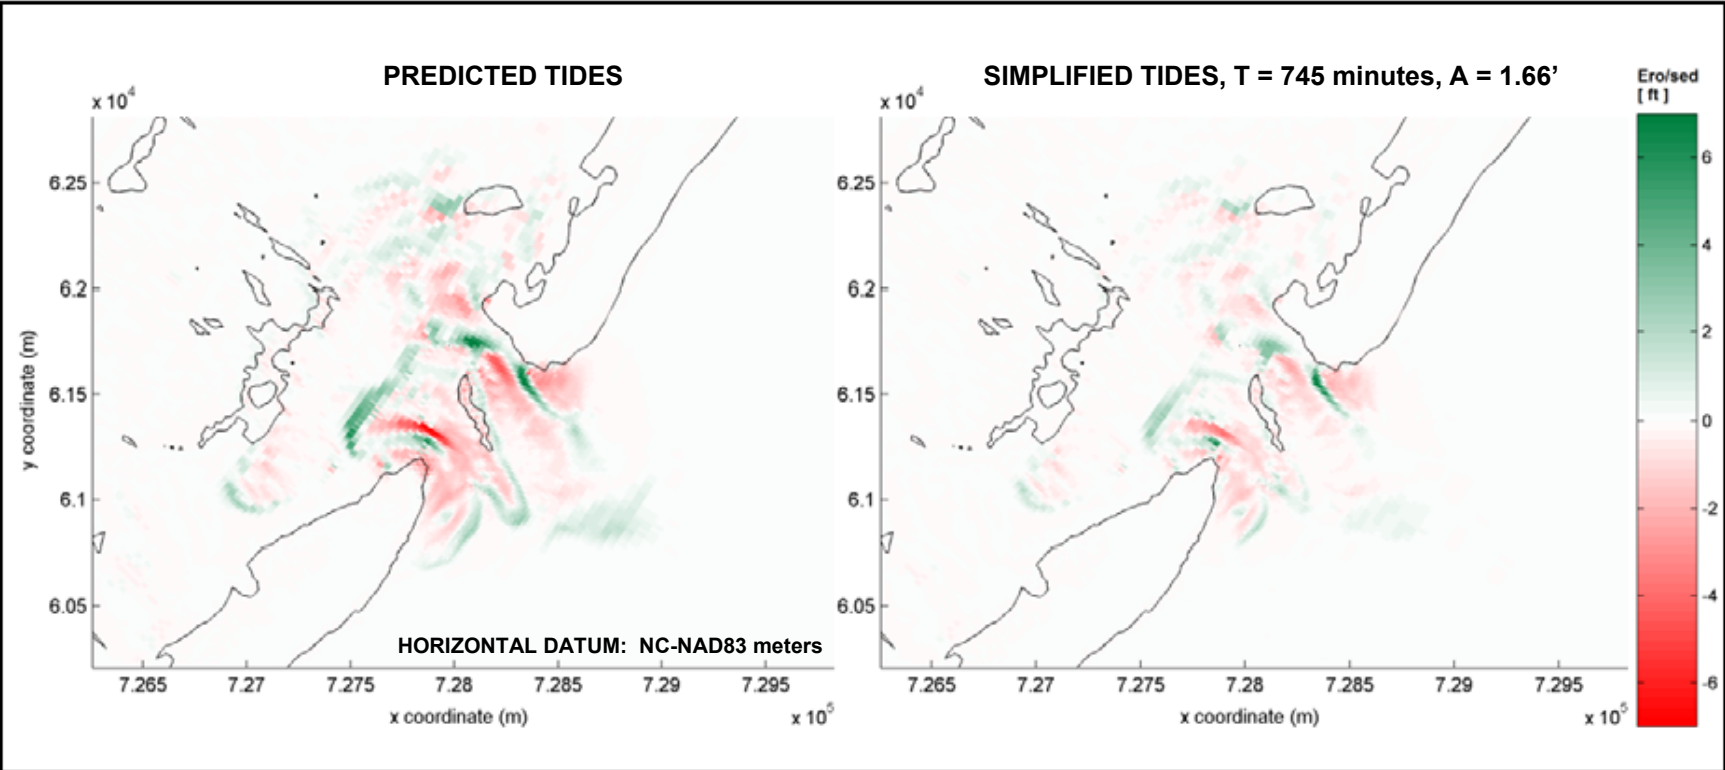 PREDICTED TIDES
SIMPLIFIED TIDES, T = 745 minutes, A = 1.66’
Ero/sed
[ ft ]
x 10⁴
x 10⁴
6.25
6.2
6.15
6.1
6.05
y coordinate (m)
HORIZONTAL DATUM: NC-NAD83 meters
7.265 7.27 7.275 7.28 7.285 7.29 7.295
x coordinate (m)
x 10⁵
6.25
6.2
6.15
6.1
6.05
7.265 7.27 7.275 7.28 7.285 7.29 7.295
x coordinate (m)
x 10⁵
6
4
2
0
-2
-4
-6